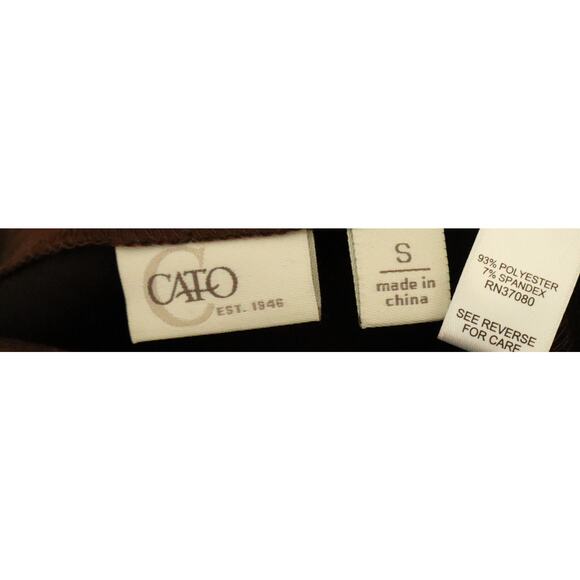 C
CATO
EST. 1946
S
made in
china
93% POLYESTER
7% SPANDEX
RN37080
SEE REVERSE
FOR CARE